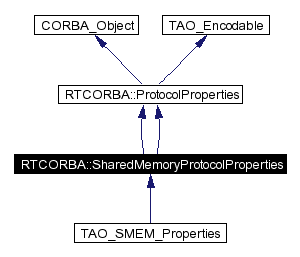 CORBA_Object
TAO_Encodable
RTCORBA::ProtocolProperties
RTCORBA::SharedMemoryProtocolProperties
TAO_SMEM_Properties